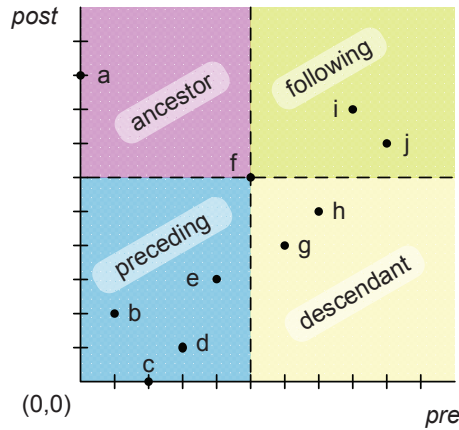 post
a
ancestor
following
i
j
f
preceding
h
g
e
descendant
b
d
c
(0,0)
pre